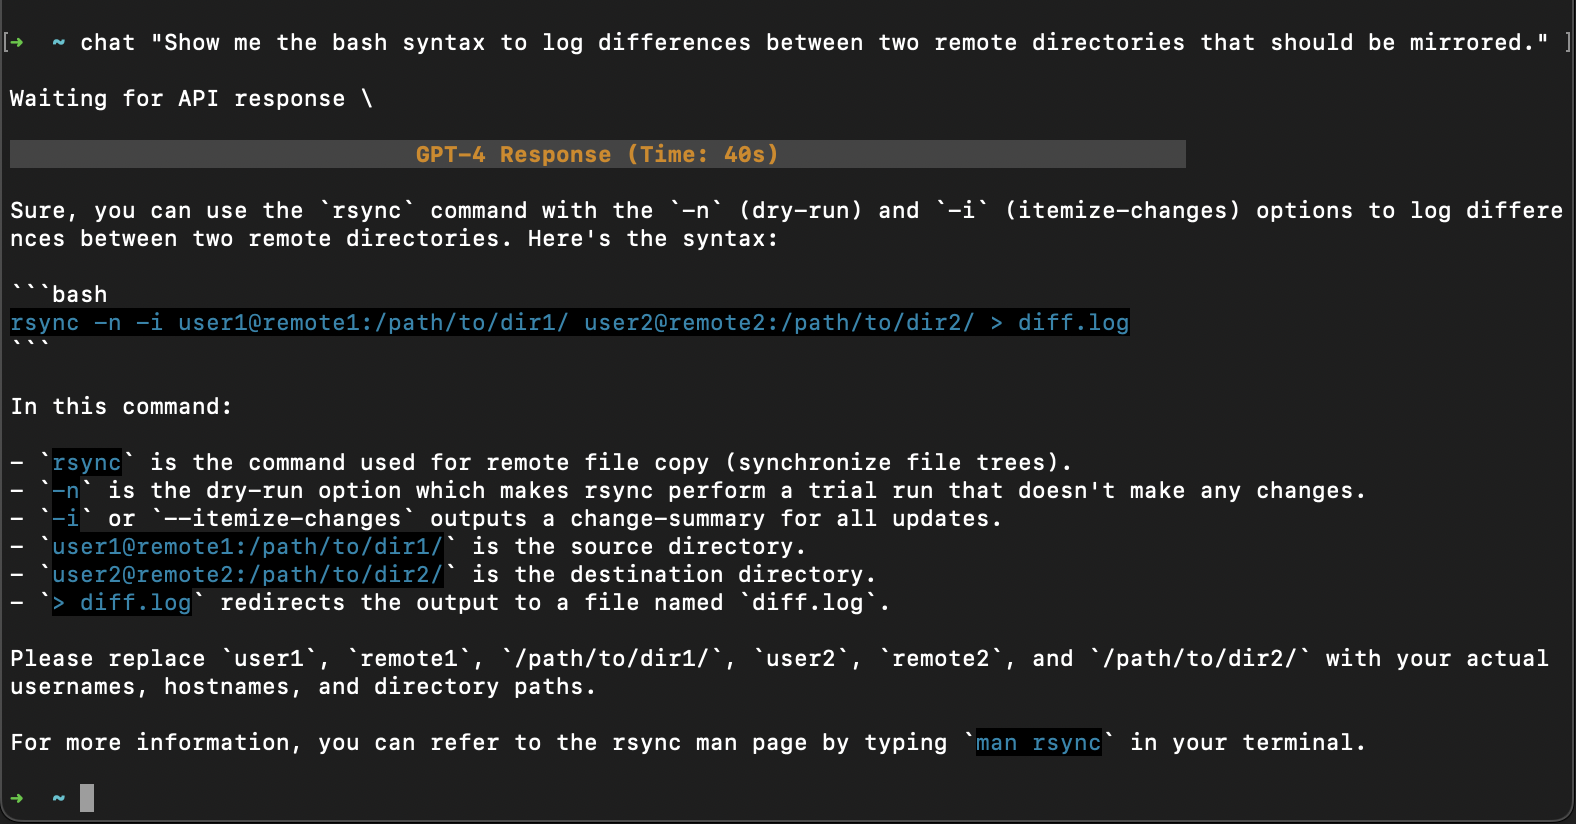 [➜  ~ chat "Show me the bash syntax to log differences between two remote directories that should be mirrored." ]
Waiting for API response \
GPT-4 Response (Time: 40s)
Sure, you can use the `rsync` command with the `-n` (dry-run) and `-i` (itemize-changes) options to log differe
nces between two remote directories. Here's the syntax:
```bash
rsync -n -i user1@remote1:/path/to/dir1/ user2@remote2:/path/to/dir2/ > diff.log
```
In this command:
- `rsync` is the command used for remote file copy (synchronize file trees).
- `-n` is the dry-run option which makes rsync perform a trial run that doesn't make any changes.
- `-i` or `--itemize-changes` outputs a change-summary for all updates.
- `user1@remote1:/path/to/dir1/` is the source directory.
- `user2@remote2:/path/to/dir2/` is the destination directory.
- `> diff.log` redirects the output to a file named `diff.log`.
Please replace `user1`, `remote1`, `/path/to/dir1/`, `user2`, `remote2`, and `/path/to/dir2/` with your actual
usernames, hostnames, and directory paths.
For more information, you can refer to the rsync man page by typing `man rsync` in your terminal.
➜  ~